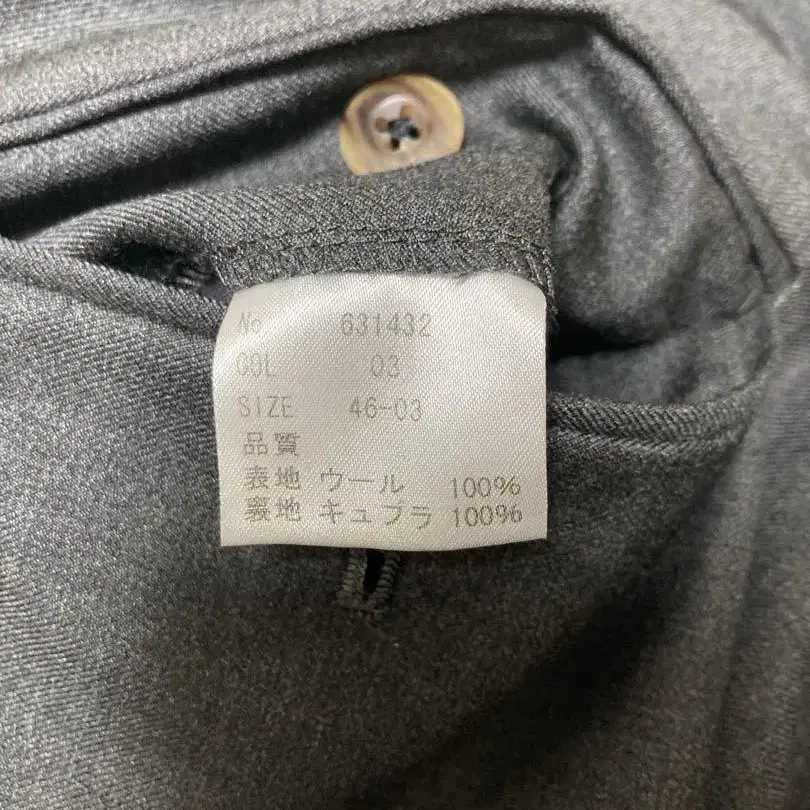 No 631432
COL 03
SIZE 46-03
品質
表地 ウール 100%
裏地 キュプラ 100%